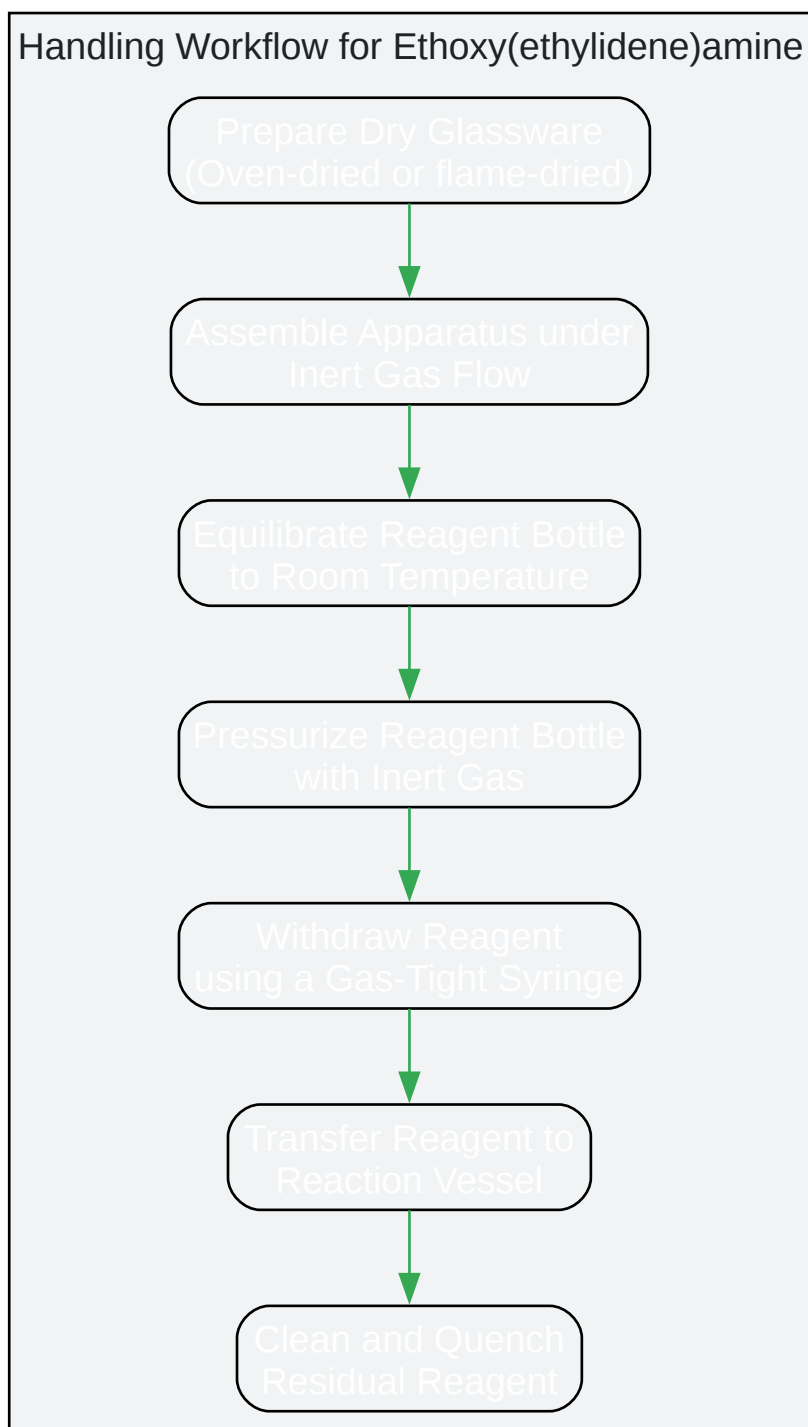 Handling Workflow for Ethoxy(ethylidene)amine
Prepare Dry Glassware
(Oven-dried or flame-dried)
Assemble Apparatus under
Inert Gas Flow
Equilibrate Reagent Bottle
to Room Temperature
Pressurize Reagent Bottle
with Inert Gas
Withdraw Reagent
using a Gas-Tight Syringe
Transfer Reagent to
Reaction Vessel
Clean and Quench
Residual Reagent